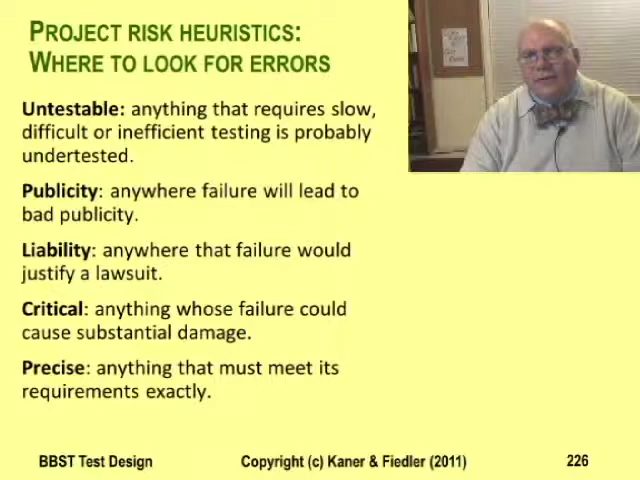 PROJECT RISK HEURISTICS:
WHERE TO LOOK FOR ERRORS
Untestable: anything that requires slow,
difficult or inefficient testing is probably
undertested.
Publicity: anywhere failure will lead to
bad publicity.
Liability: anywhere that failure would
justify a lawsuit.
Critical: anything whose failure could
cause substantial damage.
Precise: anything that must meet its
requirements exactly.
BBST Test Design
Copyright (c) Kaner & Fiedler (2011)
226